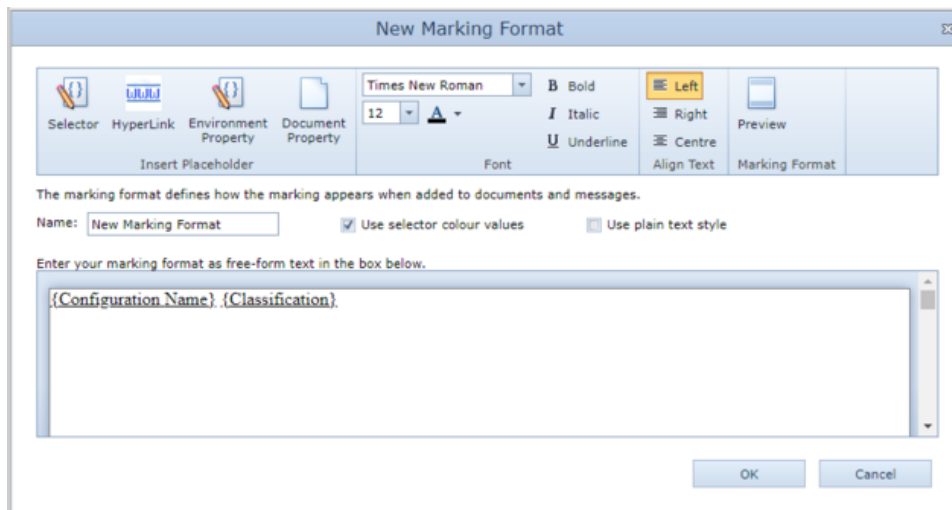 New Marking Format
Times New Roman
B Bold
Left
12
A
I Italic
Right
Selector
HyperLink
Environment
Property
Document
Property
Preview
U Underline
Centre
Insert Placeholder
Font
Align Text
Marking Format
The marking format defines how the marking appears when added to documents and messages.
Name: New Marking Format
Use selector colour values
Use plain text style
Enter your marking format as free-form text in the box below.
{Configuration Name} {Classification}
OK
Cancel